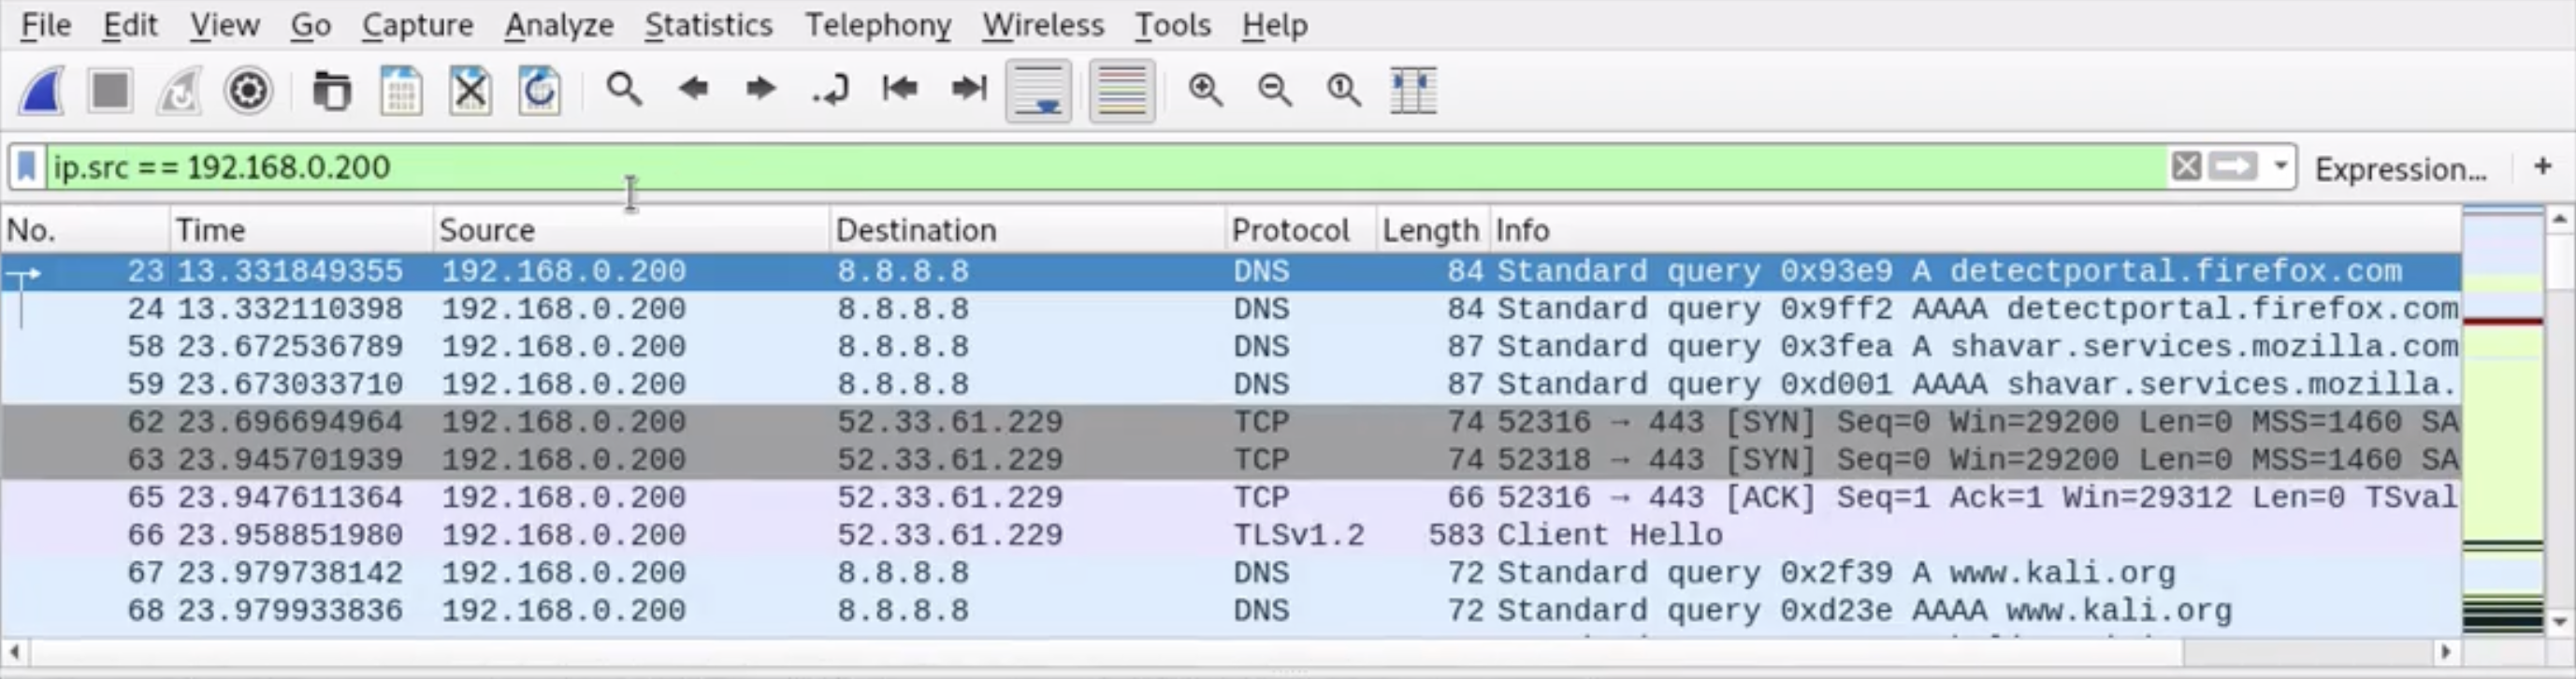 File Edit View Go Capture Analyze Statistics Telephony Wireless Tools Help
ip.src == 192.168.0.200 Expression... +
No. Time Source Destination Protocol Length Info
23 13.331849355 192.168.0.200 8.8.8.8 DNS 84 Standard query 0x93e9 A detectportal.firefox.com
24 13.332110398 192.168.0.200 8.8.8.8 DNS 84 Standard query 0x9ff2 AAAA detectportal.firefox.com
58 23.672536789 192.168.0.200 8.8.8.8 DNS 87 Standard query 0x3fea A shavar.services.mozilla.com
59 23.673033710 192.168.0.200 8.8.8.8 DNS 87 Standard query 0xd001 AAAA shavar.services.mozilla.
62 23.696694964 192.168.0.200 52.33.61.229 TCP 74 52316 → 443 [SYN] Seq=0 Win=29200 Len=0 MSS=1460 SA
63 23.945701939 192.168.0.200 52.33.61.229 TCP 74 52318 → 443 [SYN] Seq=0 Win=29200 Len=0 MSS=1460 SA
65 23.947611364 192.168.0.200 52.33.61.229 TCP 66 52316 → 443 [ACK] Seq=1 Ack=1 Win=29312 Len=0 TSval
66 23.958851980 192.168.0.200 52.33.61.229 TLSv1.2 583 Client Hello
67 23.979738142 192.168.0.200 8.8.8.8 DNS 72 Standard query 0x2f39 A www.kali.org
68 23.979933836 192.168.0.200 8.8.8.8 DNS 72 Standard query 0xd23e AAAA www.kali.org